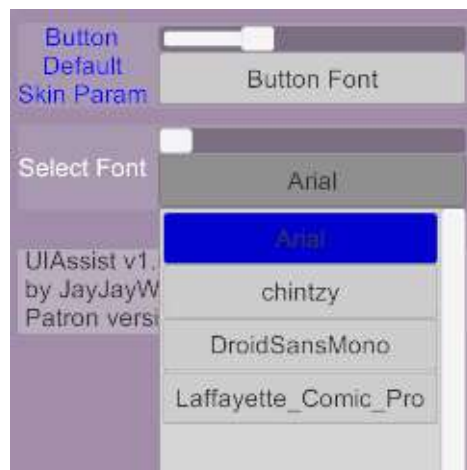 Button
Default
Skin Param
Button Font
Select Font
Arial
Arial
chintzy
DroidSansMono
Laffayette_Comic_Pro
UIAssist v1.
by JayJayW
Patron versi